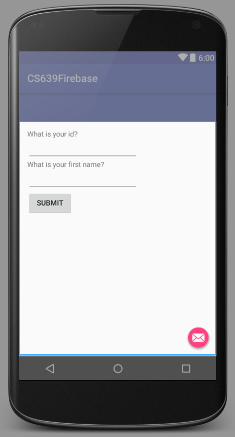 6:00
CS639Firebase
What is your id?
What is your first name?
SUBMIT